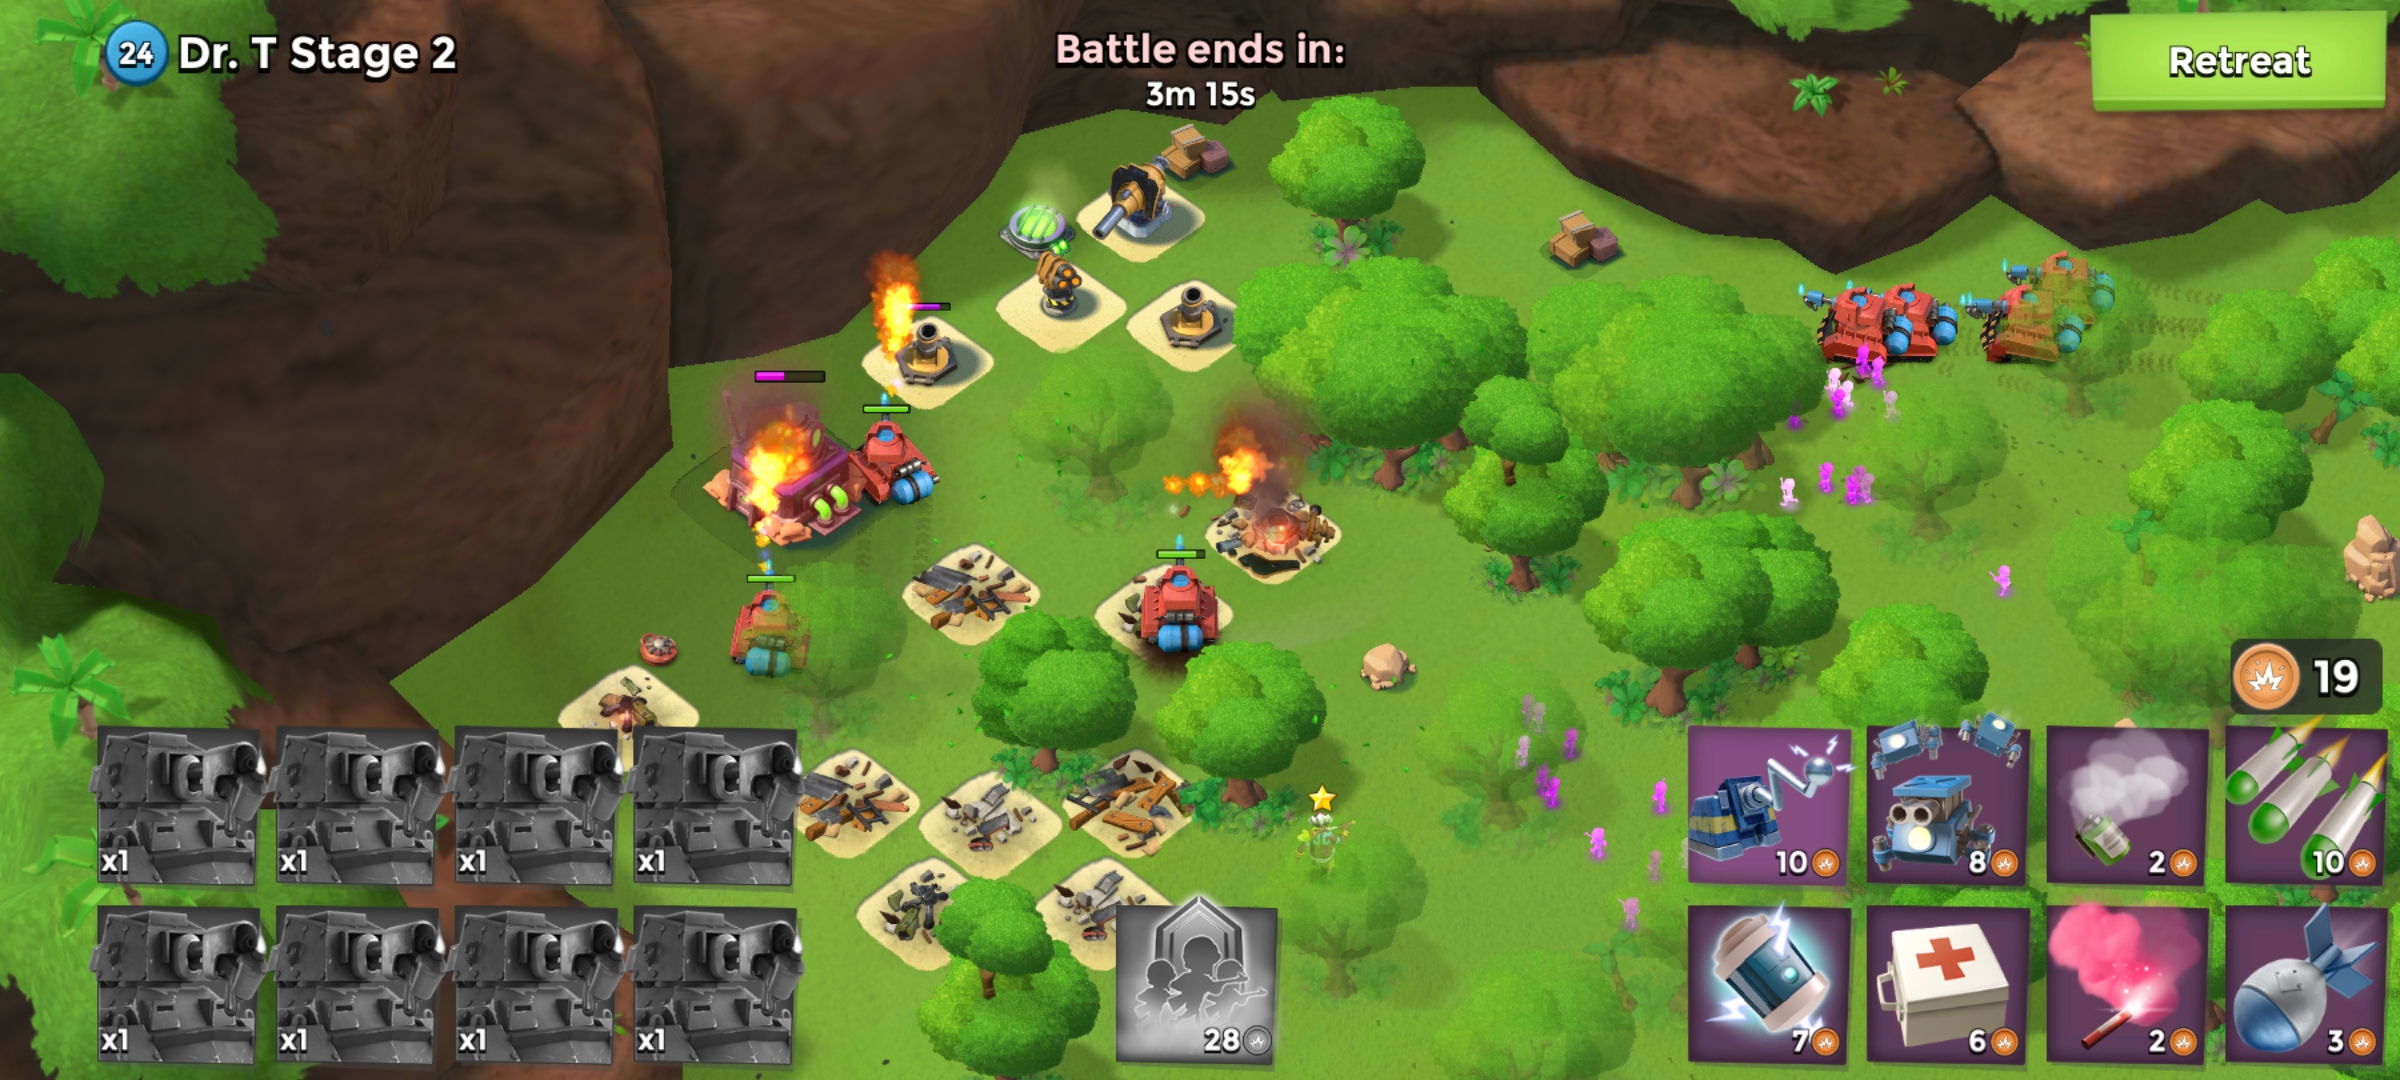 24 Dr. T Stage 2
Battle ends in:
3m 15s
Retreat
19
x1 x1 x1 x1
10 8 2 10
x1 x1 x1 x1
28
7 6 2 3